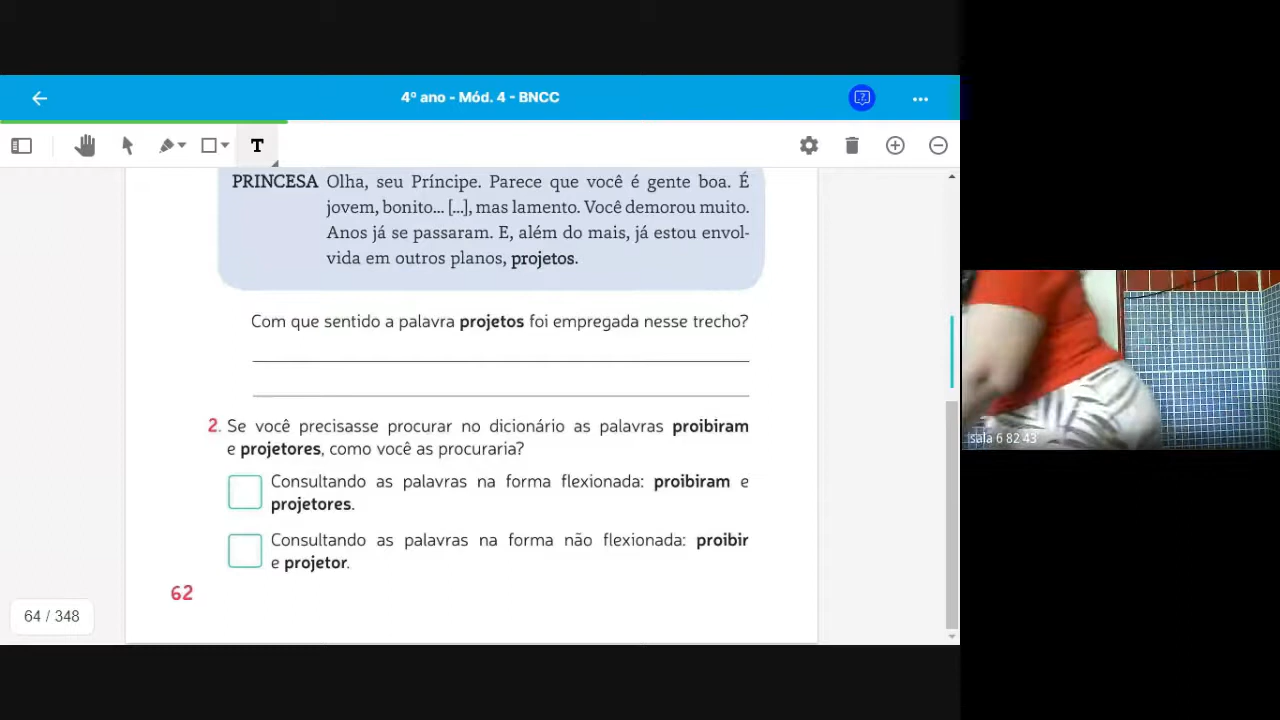 4º ano - Mód. 4 - BNCC
T
PRINCESA Olha, seu Príncipe. Parece que você é gente boa. É
jovem, bonito... [...], mas lamento. Você demorou muito.
Anos já se passaram. E, além do mais, já estou envol-
vida em outros planos, projetos.
Com que sentido a palavra projetos foi empregada nesse trecho?
2. Se você precisasse procurar no dicionário as palavras proibiram
e projetores, como você as procuraria?
Consultando as palavras na forma flexionada: proibiram e
projetores.
Consultando as palavras na forma não flexionada: proibir
e projetor.
62
64 / 348
sala 6 82 43